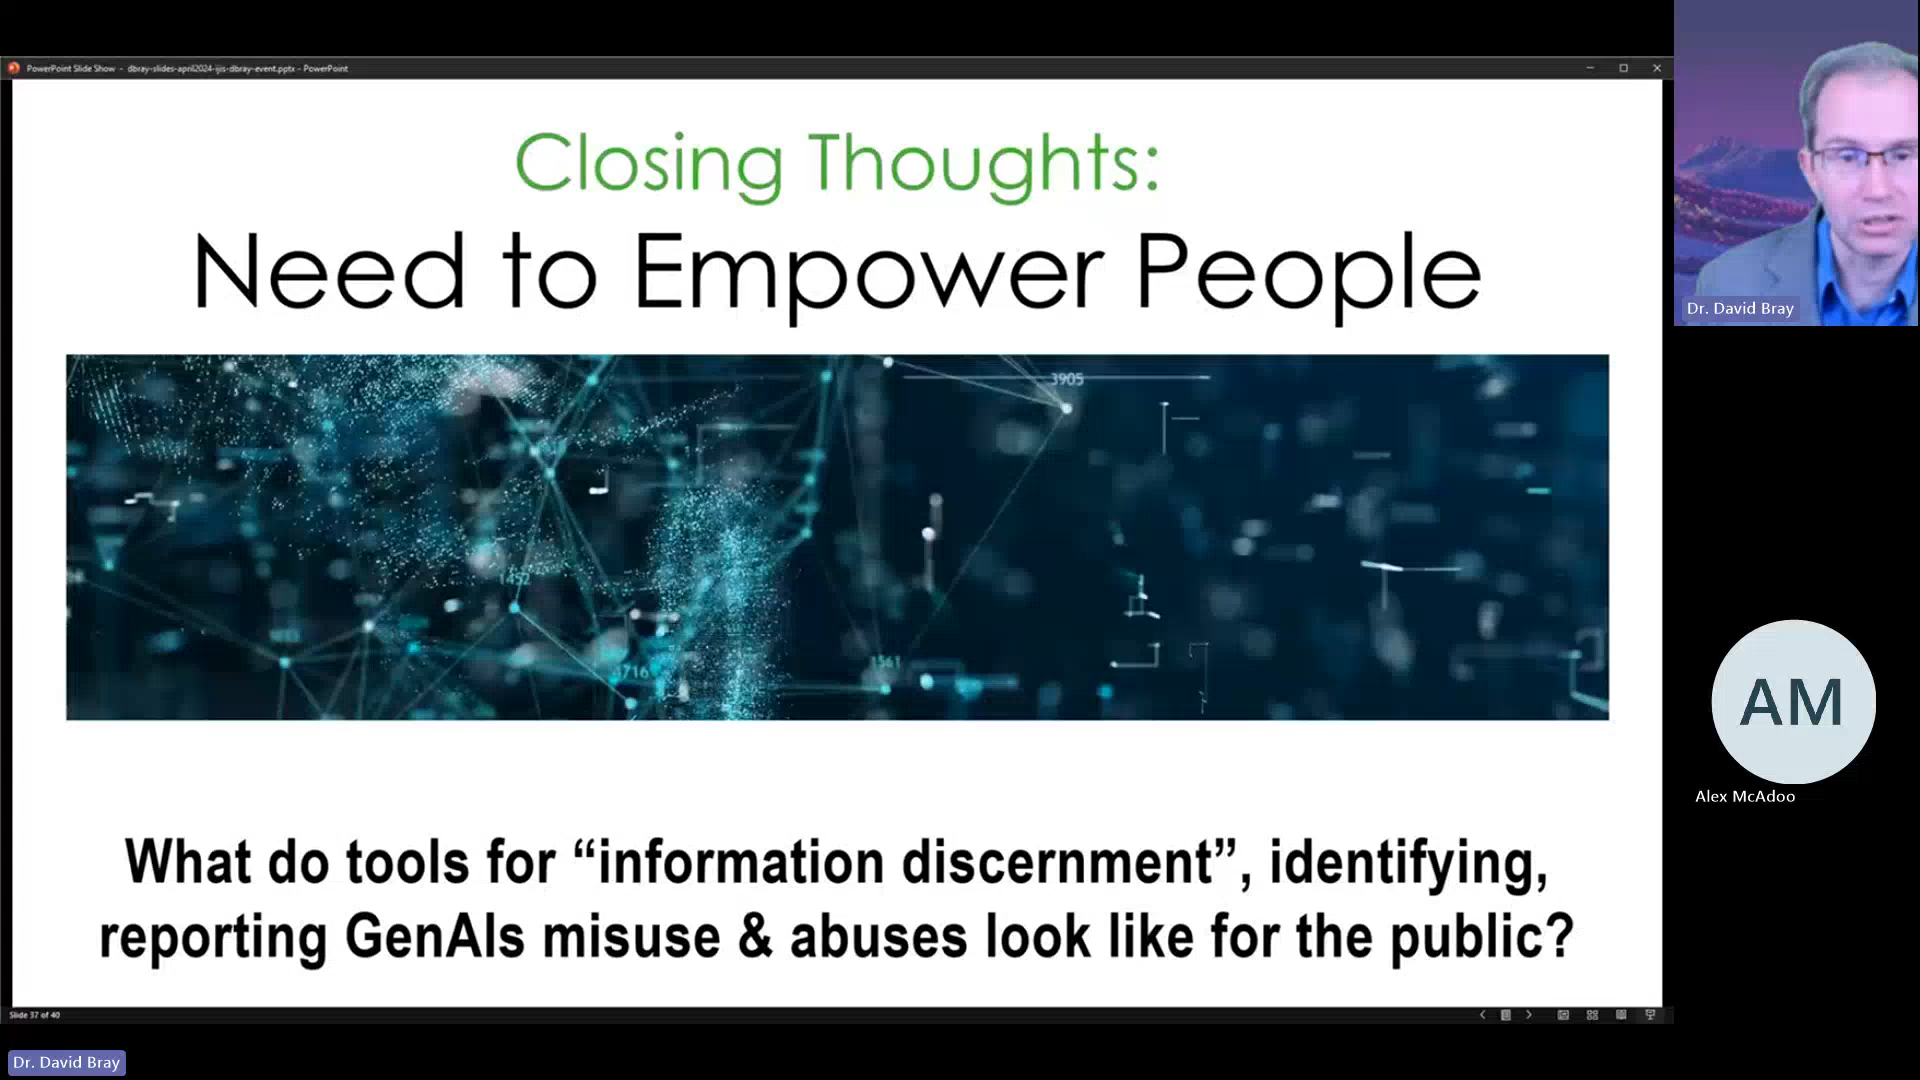 PowerPoint Slide Show - dbray-slides-april2024-ijis-dbray-event.pptx - PowerPoint
Closing Thoughts:
Need to Empower People
3905
1452
4716
1561
What do tools for “information discernment”, identifying,
reporting GenAIs misuse & abuses look like for the public?
Slide 37 of 40
Dr. David Bray
AM
Alex McAdoo
Dr. David Bray